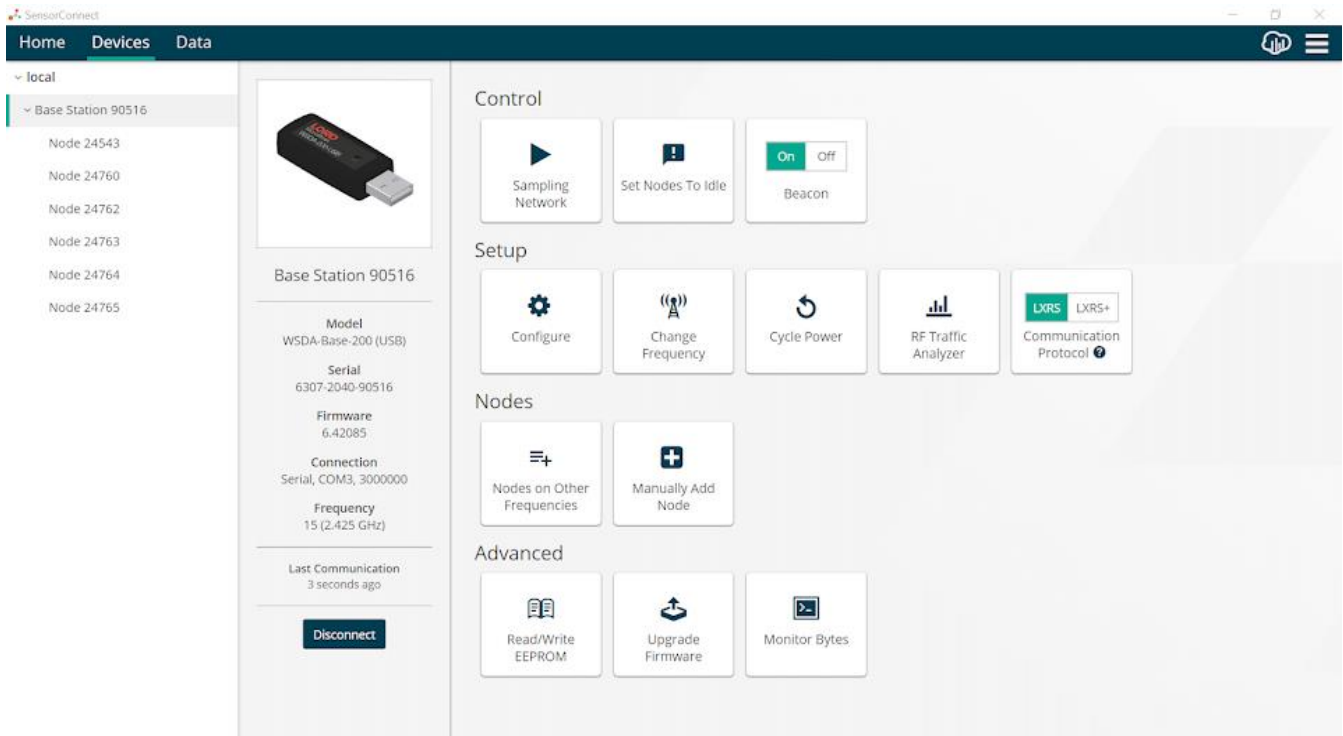 SensorConnect
Home Devices Data
local
Base Station 90516
Node 24543
Node 24760
Node 24762
Node 24763
Node 24764
Node 24765
LORD
WSDA-200-USB
Base Station 90516
Model
WSDA-Base-200 (USB)
Serial
6307-2040-90516
Firmware
6.42085
Connection
Serial, COM3, 3000000
Frequency
15 (2.425 GHz)
Last Communication
3 seconds ago
Disconnect
Control
Sampling
Network
Set Nodes To Idle
On Off
Beacon
Setup
Configure
Change
Frequency
Cycle Power
RF Traffic
Analyzer
LXRS LXRS+
Communication
Protocol ?
Nodes
Nodes on Other
Frequencies
Manually Add
Node
Advanced
Read/Write
EEPROM
Upgrade
Firmware
Monitor Bytes